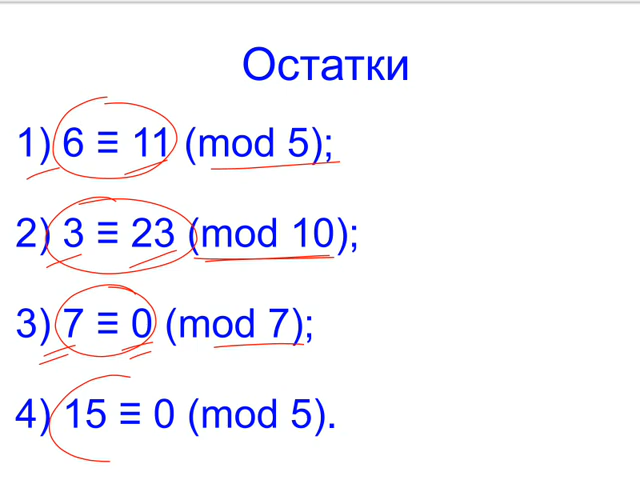 Остатки
1) 6 ≡ 11 (mod 5);
2) 3 ≡ 23 (mod 10);
3) 7 ≡ 0 (mod 7);
4) 15 ≡ 0 (mod 5).